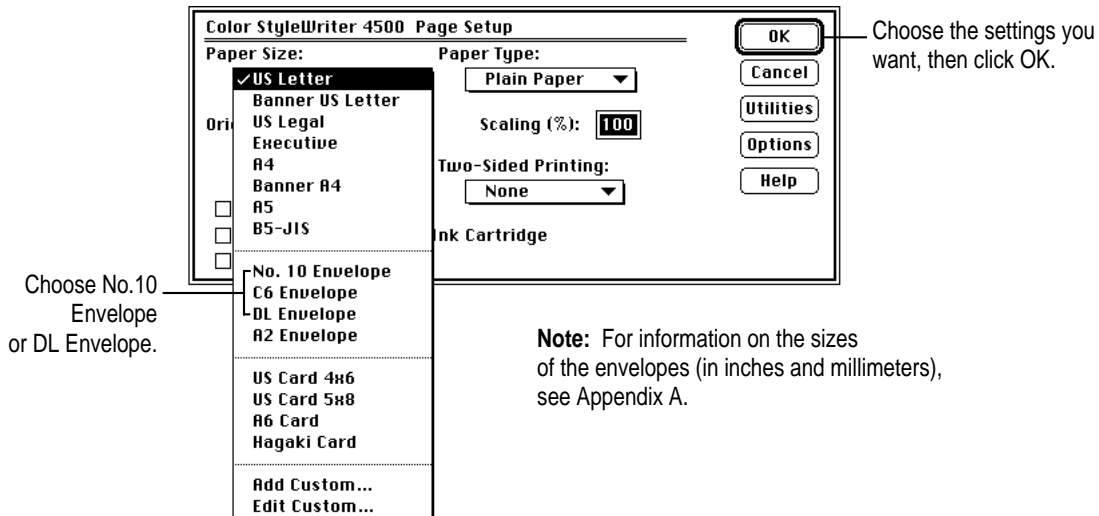 Color StyleWriter 4500 Page Setup
Paper Size:
Paper Type:
✓US Letter
Banner US Letter
US Legal
Executive
A4
Banner A4
A5
B5-JIS
No. 10 Envelope
C6 Envelope
DL Envelope
A2 Envelope
US Card 4x6
US Card 5x8
A6 Card
Hagaki Card
Add Custom...
Edit Custom...
Plain Paper
Scaling (%): 100
Two-Sided Printing:
None
Ink Cartridge
OK
Cancel
Utilities
Options
Help
Choose the settings you
want, then click OK.
Choose No.10
Envelope
or DL Envelope.
Note: For information on the sizes
of the envelopes (in inches and millimeters),
see Appendix A.